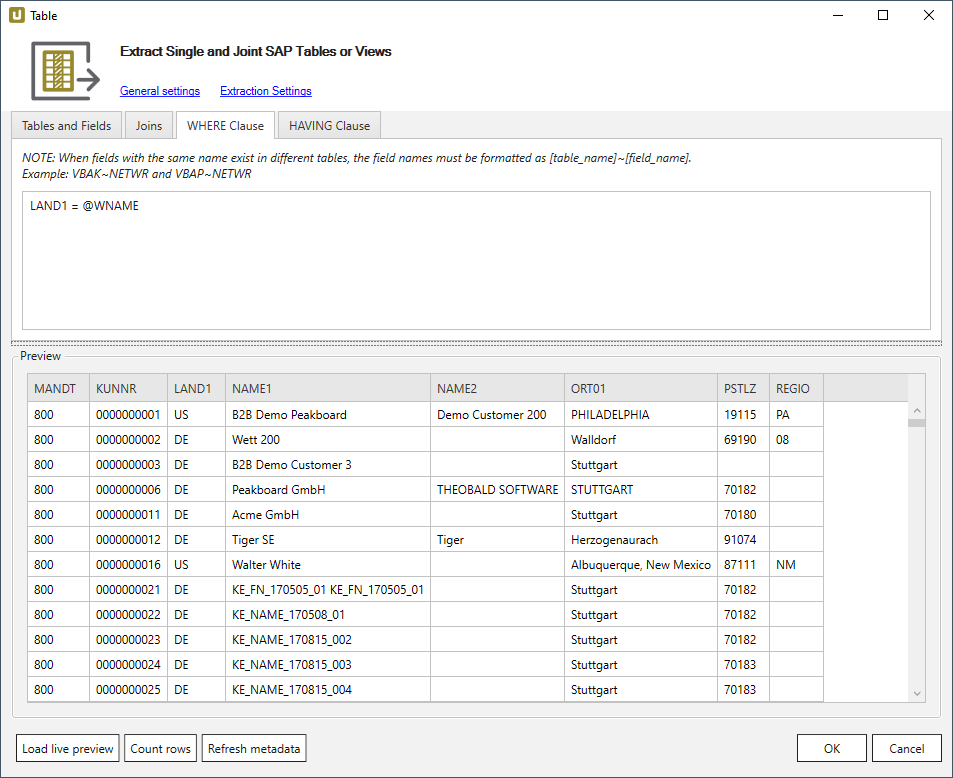 Table
Extract Single and Joint SAP Tables or Views
General settings Extraction Settings
Tables and Fields Joins WHERE Clause HAVING Clause
NOTE: When fields with the same name exist in different tables, the field names must be formatted as [table_name]~[field_name].
Example: VBAK~NETWR and VBAP~NETWR
LAND1 = @WNAME
Preview
MANDT KUNNR LAND1 NAME1 NAME2 ORT01 PSTLZ REGIO
800 0000000001 US B2B Demo Peakboard Demo Customer 200 PHILADELPHIA 19115 PA
800 0000000002 DE Wett 200 Walldorf 69190 08
800 0000000003 DE B2B Demo Customer 3 Stuttgart
800 0000000006 DE Peakboard GmbH THEOBALD SOFTWARE STUTTGART 70182
800 0000000011 DE Acme GmbH Stuttgart 70180
800 0000000012 DE Tiger SE Tiger Herzogenaurach 91074
800 0000000016 US Walter White Albuquerque, New Mexico 87111 NM
800 0000000021 DE KE_FN_170505_01 KE_FN_170505_01 Stuttgart 70182
800 0000000022 DE KE_NAME_170508_01 Stuttgart 70182
800 0000000023 DE KE_NAME_170815_002 Stuttgart 70182
800 0000000024 DE KE_NAME_170815_003 Stuttgart 70183
800 0000000025 DE KE_NAME_170815_004 Stuttgart 70183
Load live preview Count rows Refresh metadata OK Cancel